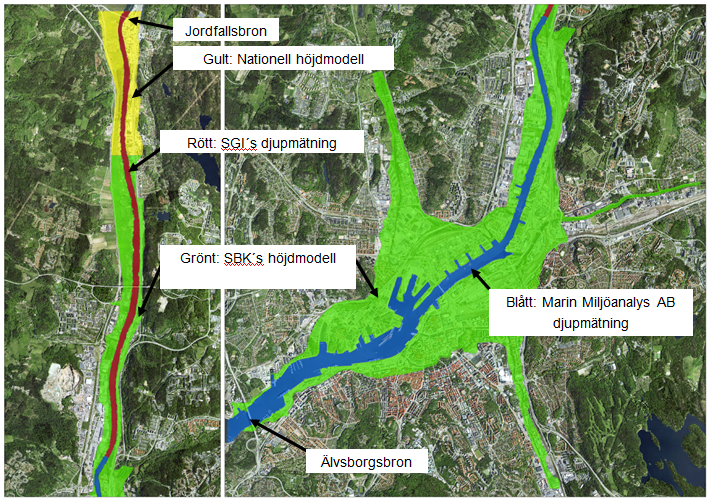 Jordfallsbron
Gult: Nationell höjdmodell
Rött: SGI´s djupmätning
Grönt: SBK´s höjdmodell
Blått: Marin Miljöanalys AB
djupmätning
Älvsborgsbron